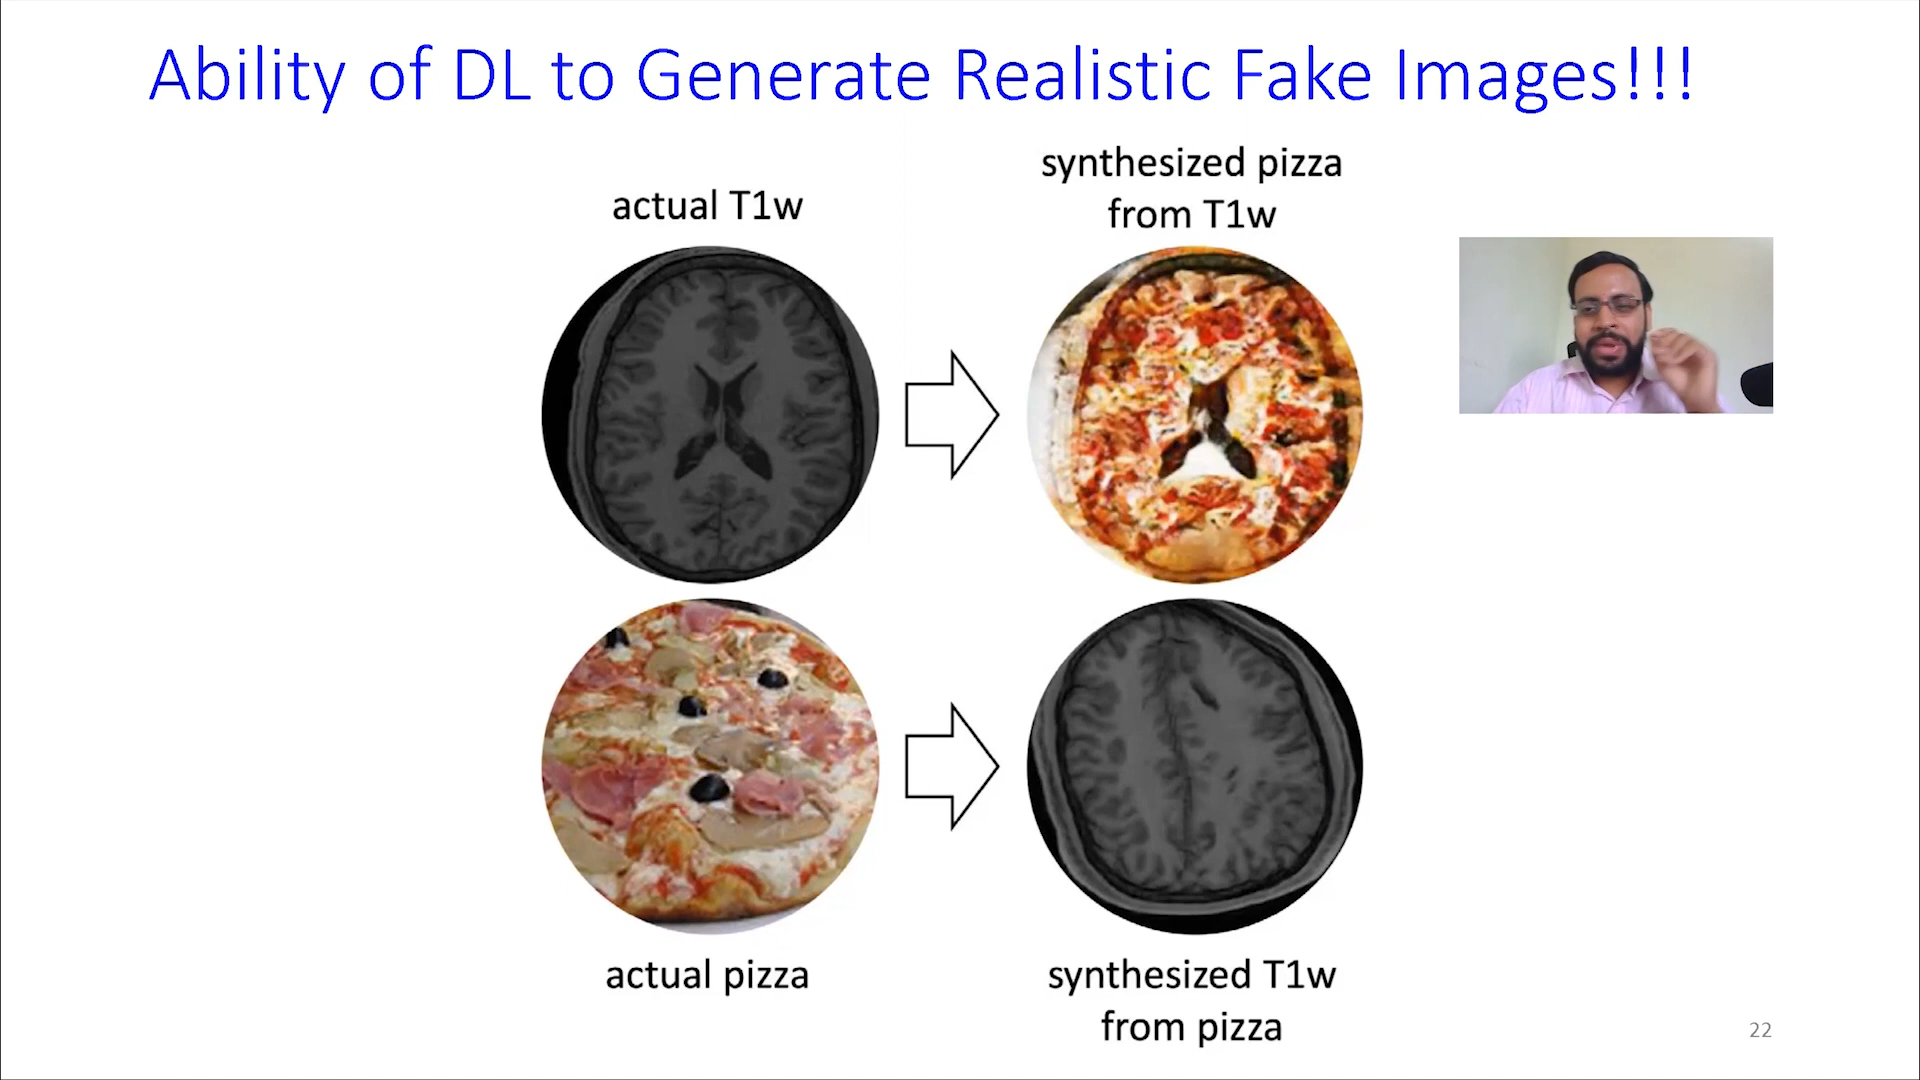 Ability of DL to Generate Realistic Fake Images!!!
actual T1w
synthesized pizza
from T1w
actual pizza
synthesized T1w
from pizza
22